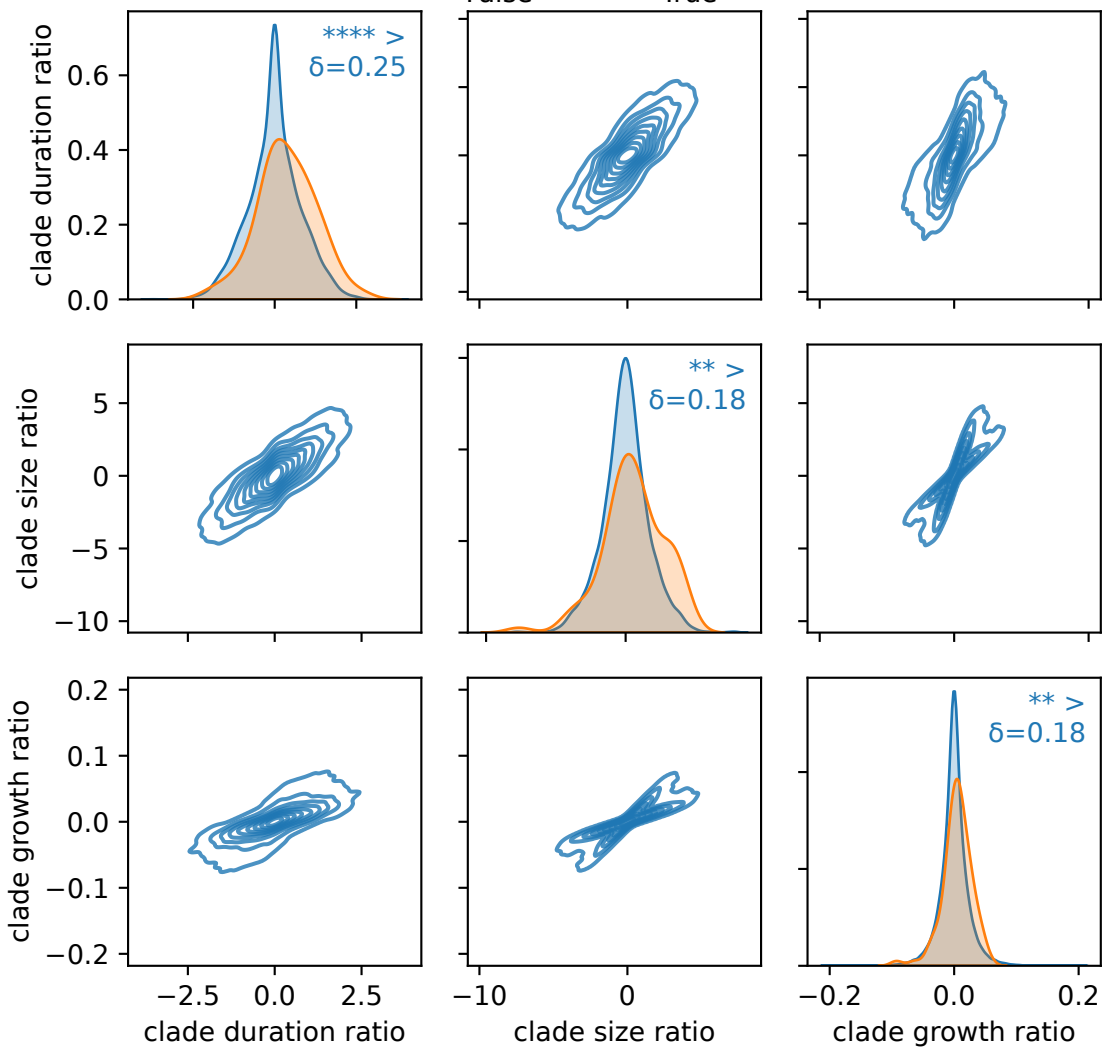 False True
clade duration ratio
0.6
0.4
0.2
0.0
**** >
δ=0.25
clade size ratio
5
0
−5
−10
** >
δ=0.18
clade growth ratio
0.2
0.1
0.0
−0.1
−0.2
** >
δ=0.18
−2.5 0.0 2.5
−10 0
−0.2 0.0 0.2
clade duration ratio
clade size ratio
clade growth ratio